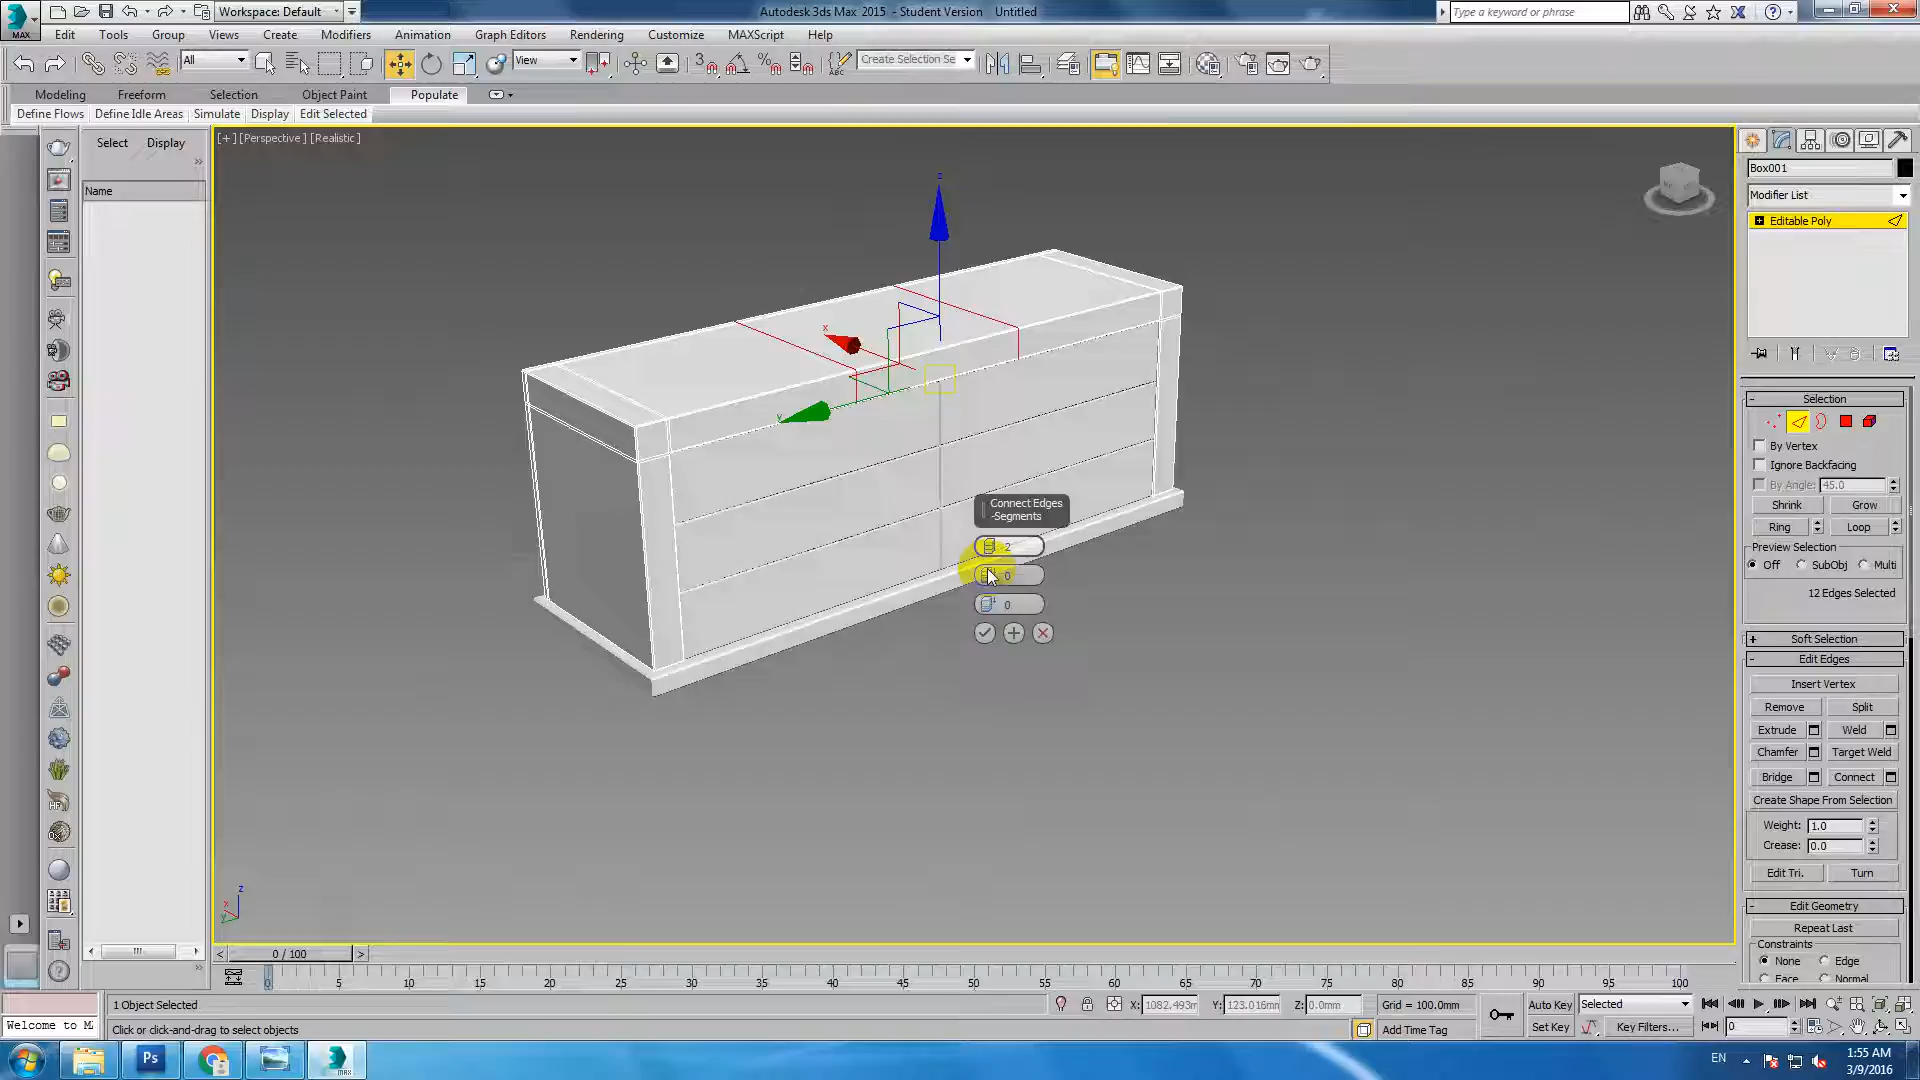 Workspace: Default
Autodesk 3ds Max 2015 - Student Version Untitled
Type a keyword or phrase
MAX
Edit Tools Group Views Create Modifiers Animation Graph Editors Rendering Customize MAXScript Help
All
View
3
ABC
Create Selection Se
Modeling Freeform Selection Object Paint Populate
Define Flows Define Idle Areas Simulate Display Edit Selected
Select Display
Name
[+] [Perspective] [Realistic]
z
x
y
Connect Edges
-Segments
2
0
0
z
x
y
Box001
Modifier List
Editable Poly
Selection
By Vertex
Ignore Backfacing
By Angle: 45.0
Shrink Grow
Ring Loop
Preview Selection
Off SubObj Multi
12 Edges Selected
Soft Selection
Edit Edges
Insert Vertex
Remove Split
Extrude Weld
Chamfer Target Weld
Bridge Connect
Create Shape From Selection
Weight: 1.0
Crease: 0.0
Edit Tri. Turn
Edit Geometry
Repeat Last
Constraints
None Edge
Face Normal
0 / 100
0 5 10 15 20 25 30 35 40 45 50 55 60 65 70 75 80 85 90 95 100
1 Object Selected
X: 1082.493m Y: 123.016mm Z: 0.0mm Grid = 100.0mm
Auto Key Selected
Welcome to M
Click or click-and-drag to select objects
Add Time Tag
Set Key Key Filters...
0
Ps
MAX
EN
1:55 AM
3/9/2016